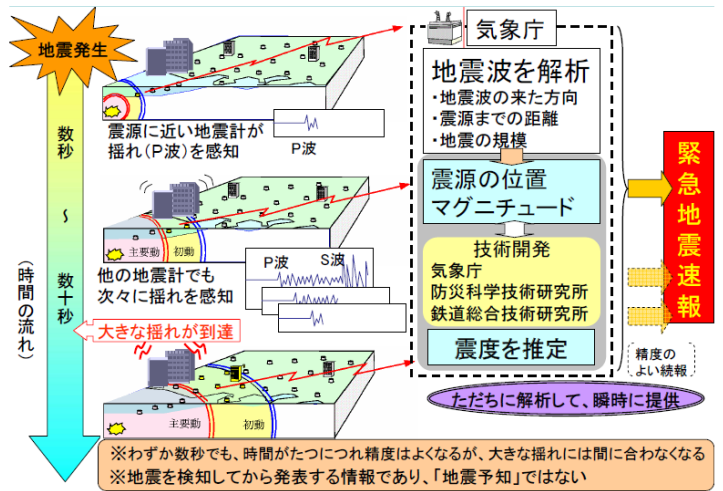 地震発生
数秒
～
数十秒
(時間の流れ)
震源に近い地震計が
揺れ(P波)を感知
P波
主要動
初動
他の地震計でも
次々に揺れを感知
P波
S波
大きな揺れが到達
主要動
初動
気象庁
地震波を解析
・地震波の来た方向
・震源までの距離
・地震の規模
震源の位置
マグニチュード
技術開発
気象庁
防災科学技術研究所
鉄道総合技術研究所
震度を推定
緊急地震速報
精度の
よい続報
ただちに解析して、瞬時に提供
※わずか数秒でも、時間がたつにつれ精度はよくなるが、大きな揺れには間に合わなくなる
※地震を検知してから発表する情報であり、「地震予知」ではない